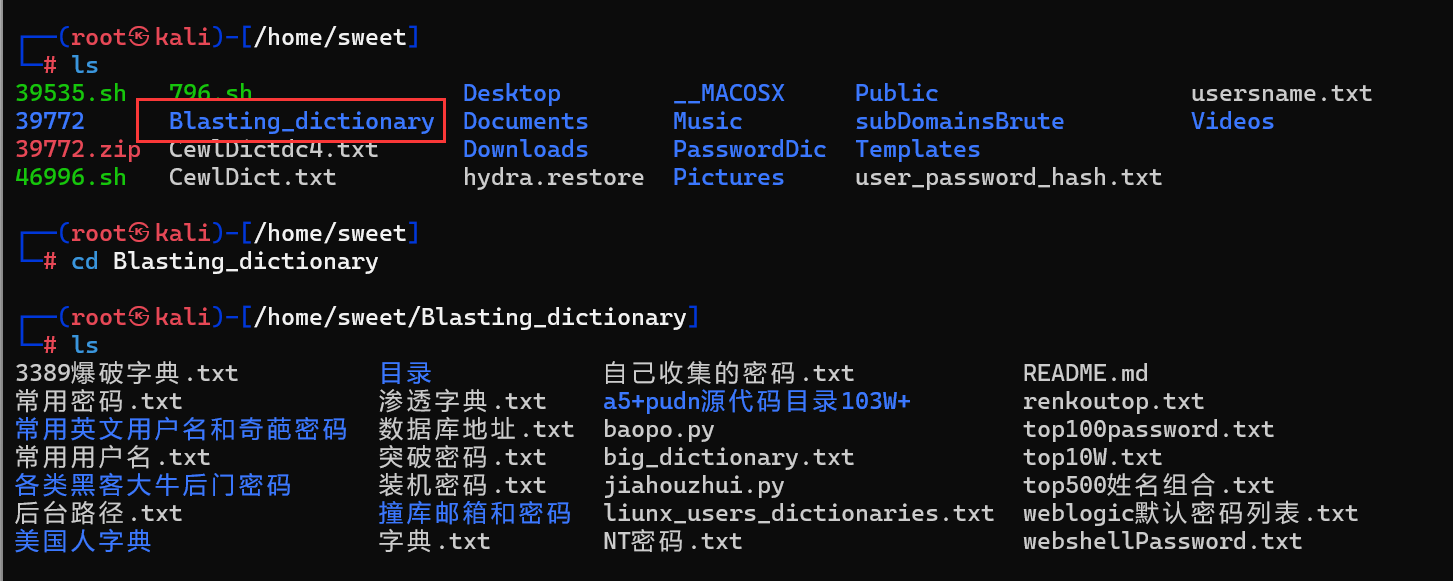 ┌──(root㉿kali)-[/home/sweet]
└─# ls
39535.sh 796.sh Desktop __MACOSX Public usersname.txt
39772 Blasting_dictionary Documents Music subDomainsBrute Videos
39772.zip CewlDictdc4.txt Downloads PasswordDic Templates
46996.sh CewlDict.txt hydra.restore Pictures user_password_hash.txt
┌──(root㉿kali)-[/home/sweet]
└─# cd Blasting_dictionary
┌──(root㉿kali)-[/home/sweet/Blasting_dictionary]
└─# ls
3389爆破字典.txt 目录 自己收集的密码.txt README.md
常用密码.txt 渗透字典.txt a5+pudn源代码目录103W+ renkoutop.txt
常用英文用户名和奇葩密码 数据库地址.txt baopo.py top100password.txt
常用用户名.txt 突破密码.txt big_dictionary.txt top10W.txt
各类黑客大牛后门密码 装机密码.txt jiahouzhui.py top500姓名组合.txt
后台路径.txt 撞库邮箱和密码 liunx_users_dictionaries.txt weblogic默认密码列表.txt
美国人字典 字典.txt NT密码.txt webshellPassword.txt